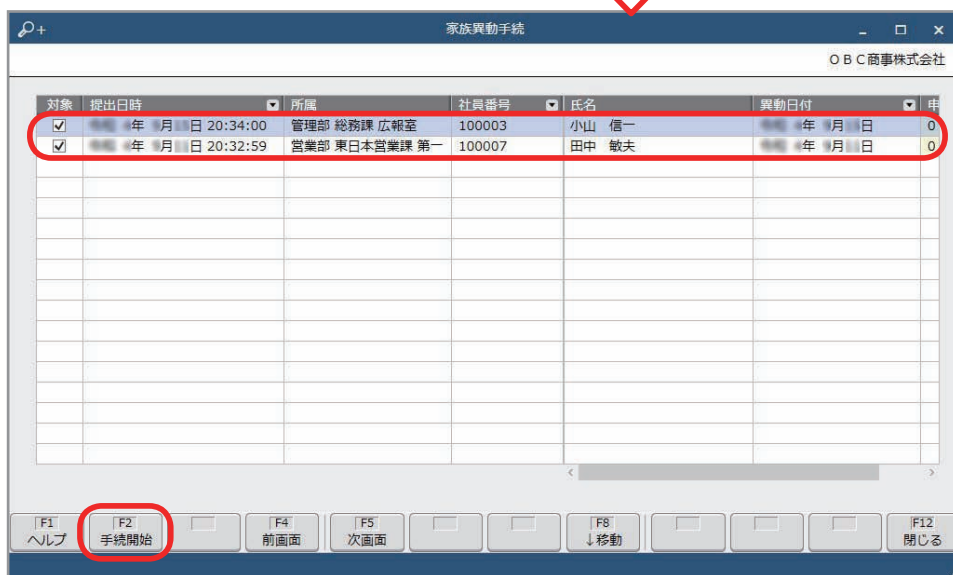 家族異動手続
OBC商事株式会社
対象 提出日時 所属 社員番号 氏名 異動日付 申
年 月 日 20:34:00 管理部 総務課 広報室 100003 小山 信一 年 月 日 0
年 月 日 20:32:59 営業部 東日本営業課 第一 100007 田中 敏夫 年 月 日 0
F1 F2 F4 F5 F8 F12
ヘルプ 手続開始 前画面 次画面 ↓移動 閉じる